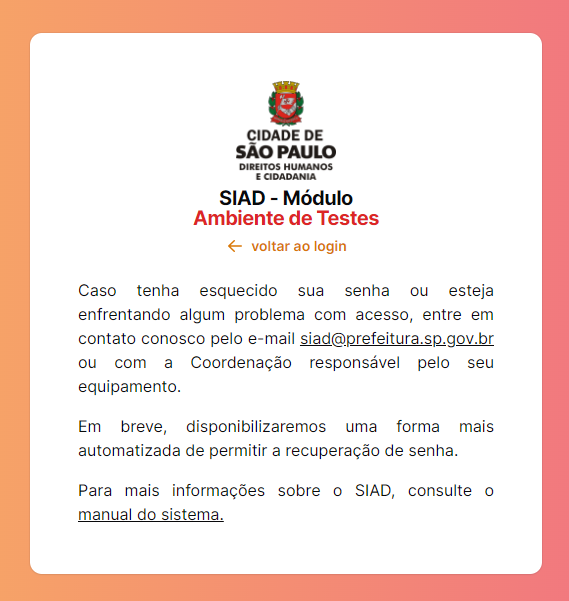 CIDADE DE
SÃO PAULO
DIREITOS HUMANOS
E CIDADANIA
SIAD - Módulo
Ambiente de Testes
← voltar ao login
Caso tenha esquecido sua senha ou esteja
enfrentando algum problema com acesso, entre em
contato conosco pelo e-mail siad@prefeitura.sp.gov.br
ou com a Coordenação responsável pelo seu
equipamento.
Em breve, disponibilizaremos uma forma mais
automatizada de permitir a recuperação de senha.
Para mais informações sobre o SIAD, consulte o
manual do sistema.